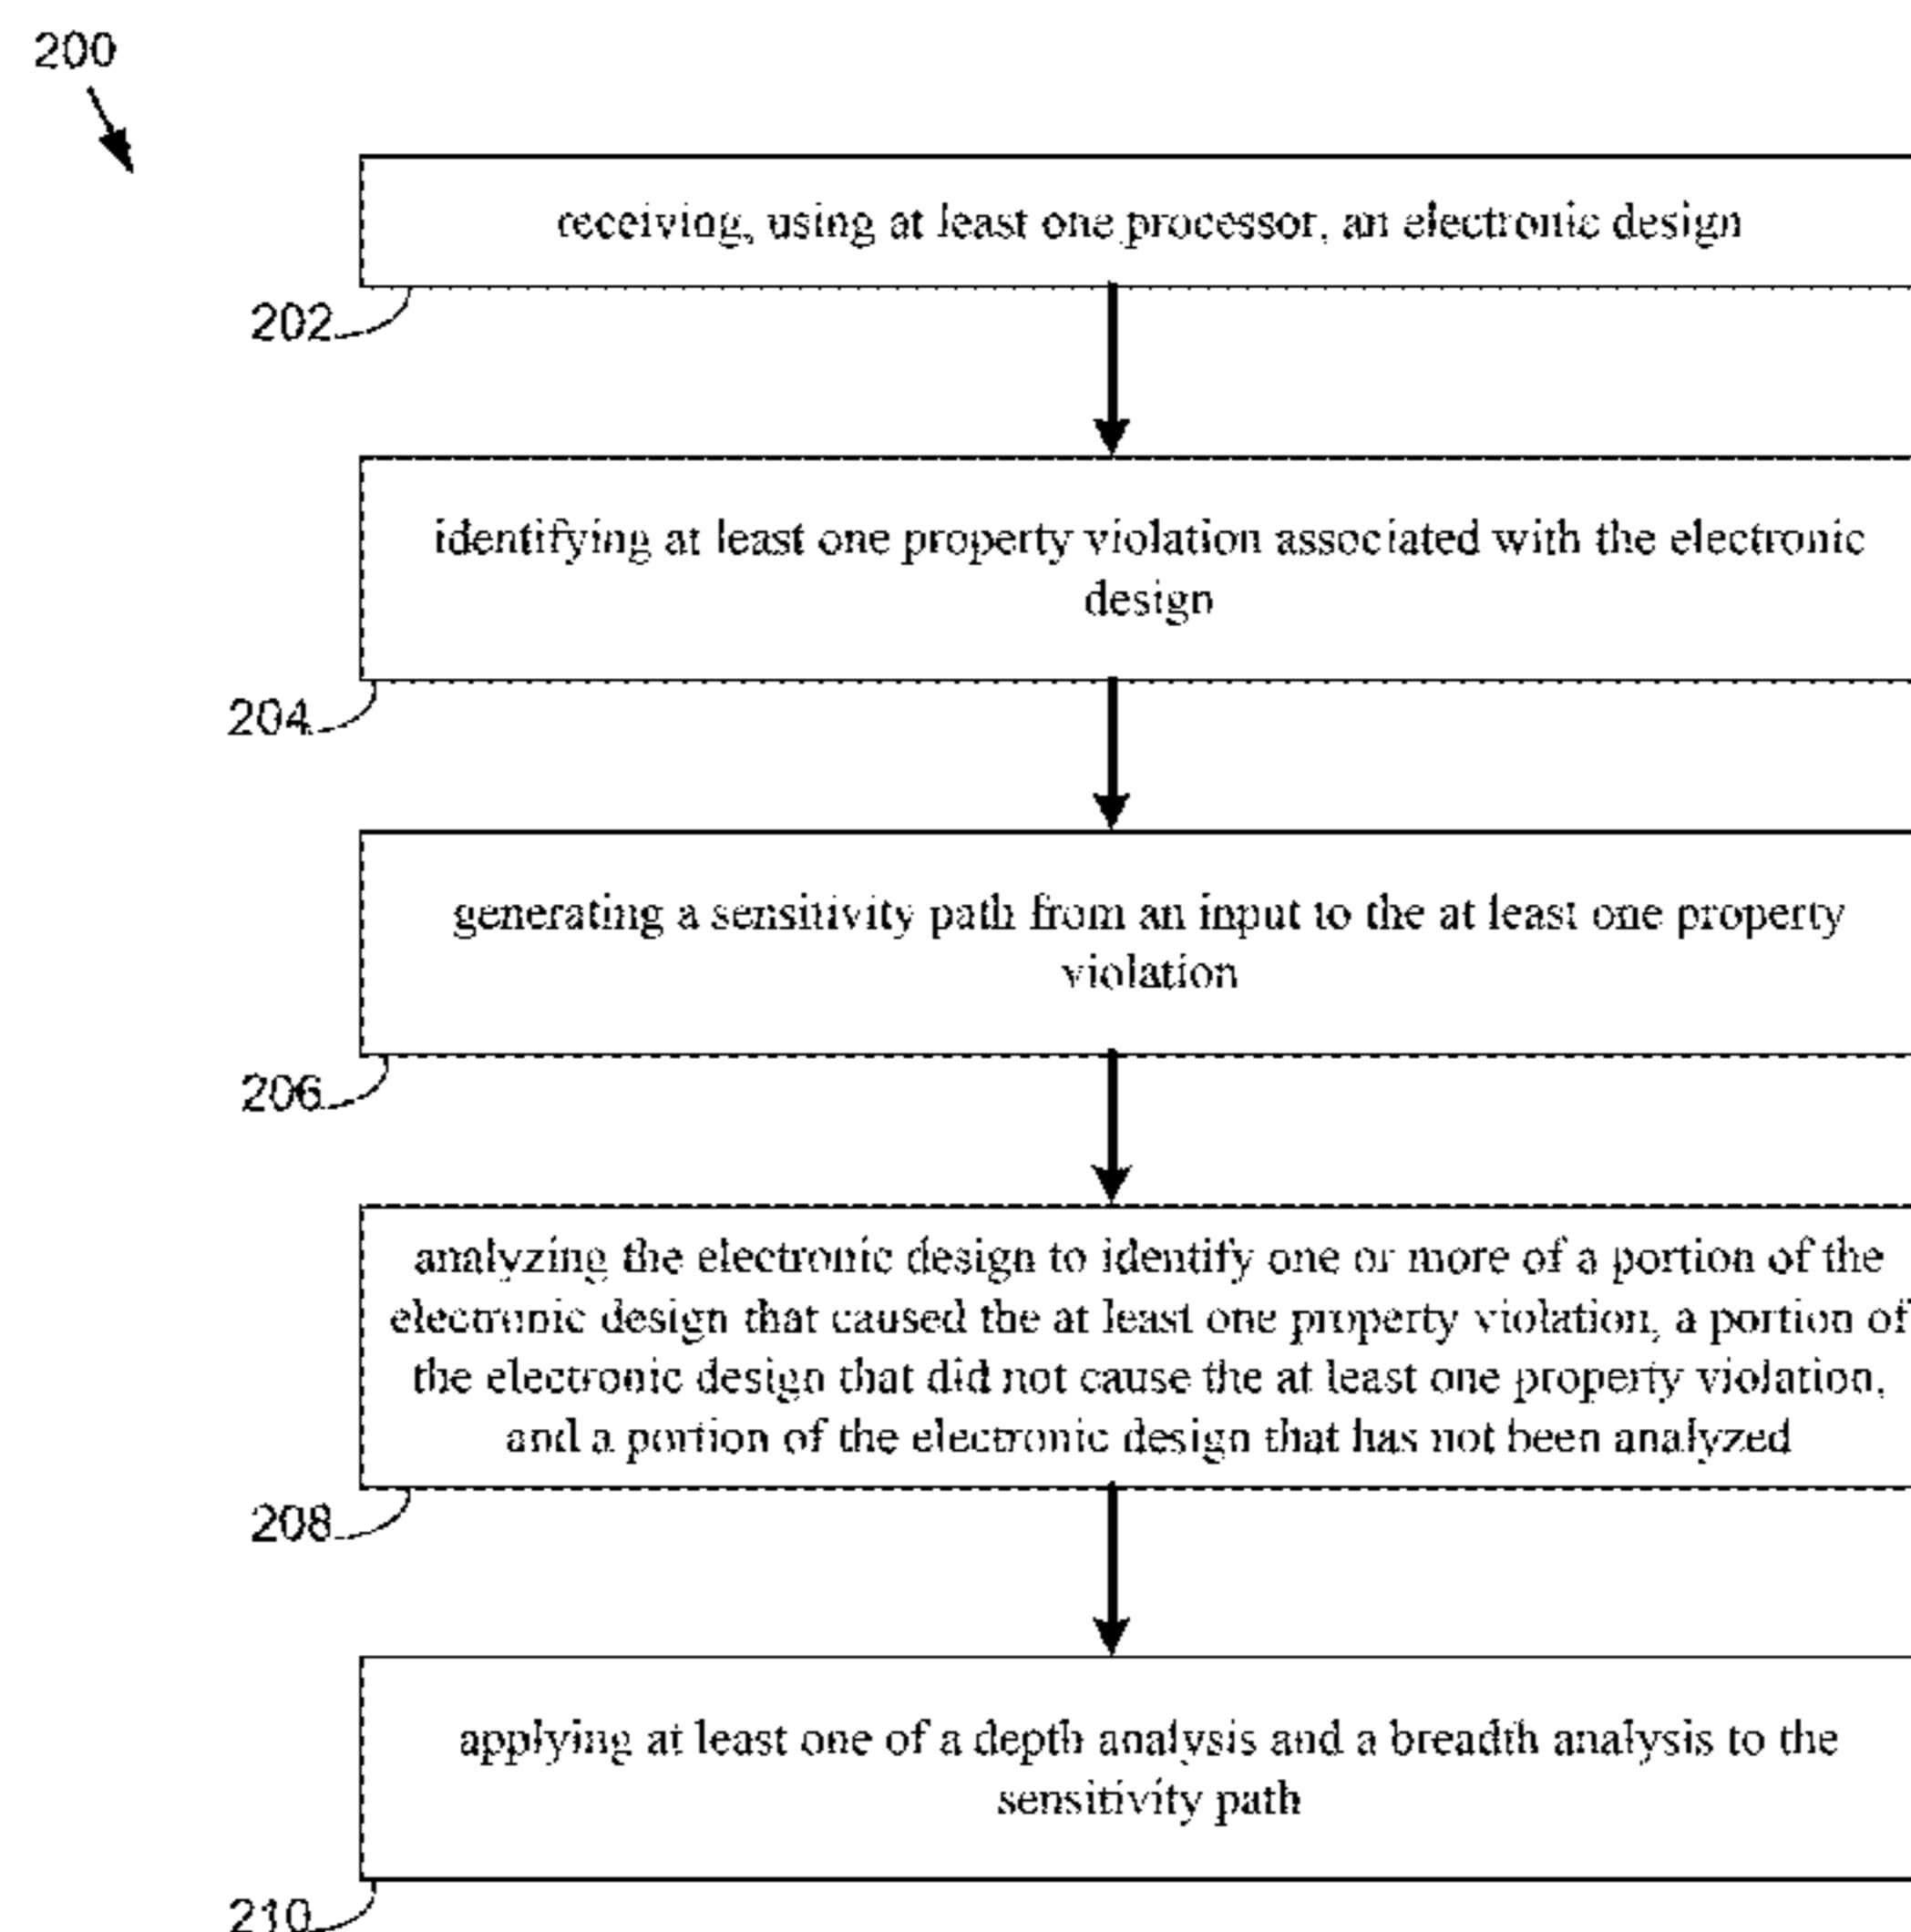 200
receiving, using at least one processor, an electronic design
202
identifying at least one property violation associated with the electronic
design
204
generating a sensitivity path from an input to the at least one property
violation
206
analyzing the electronic design to identify one or more of a portion of the
electronic design that caused the at least one property violation, a portion of
the electronic design that did not cause the at least one property violation,
and a portion of the electronic design that has not been analyzed
208
applying at least one of a depth analysis and a breadth analysis to the
sensitivity path
210